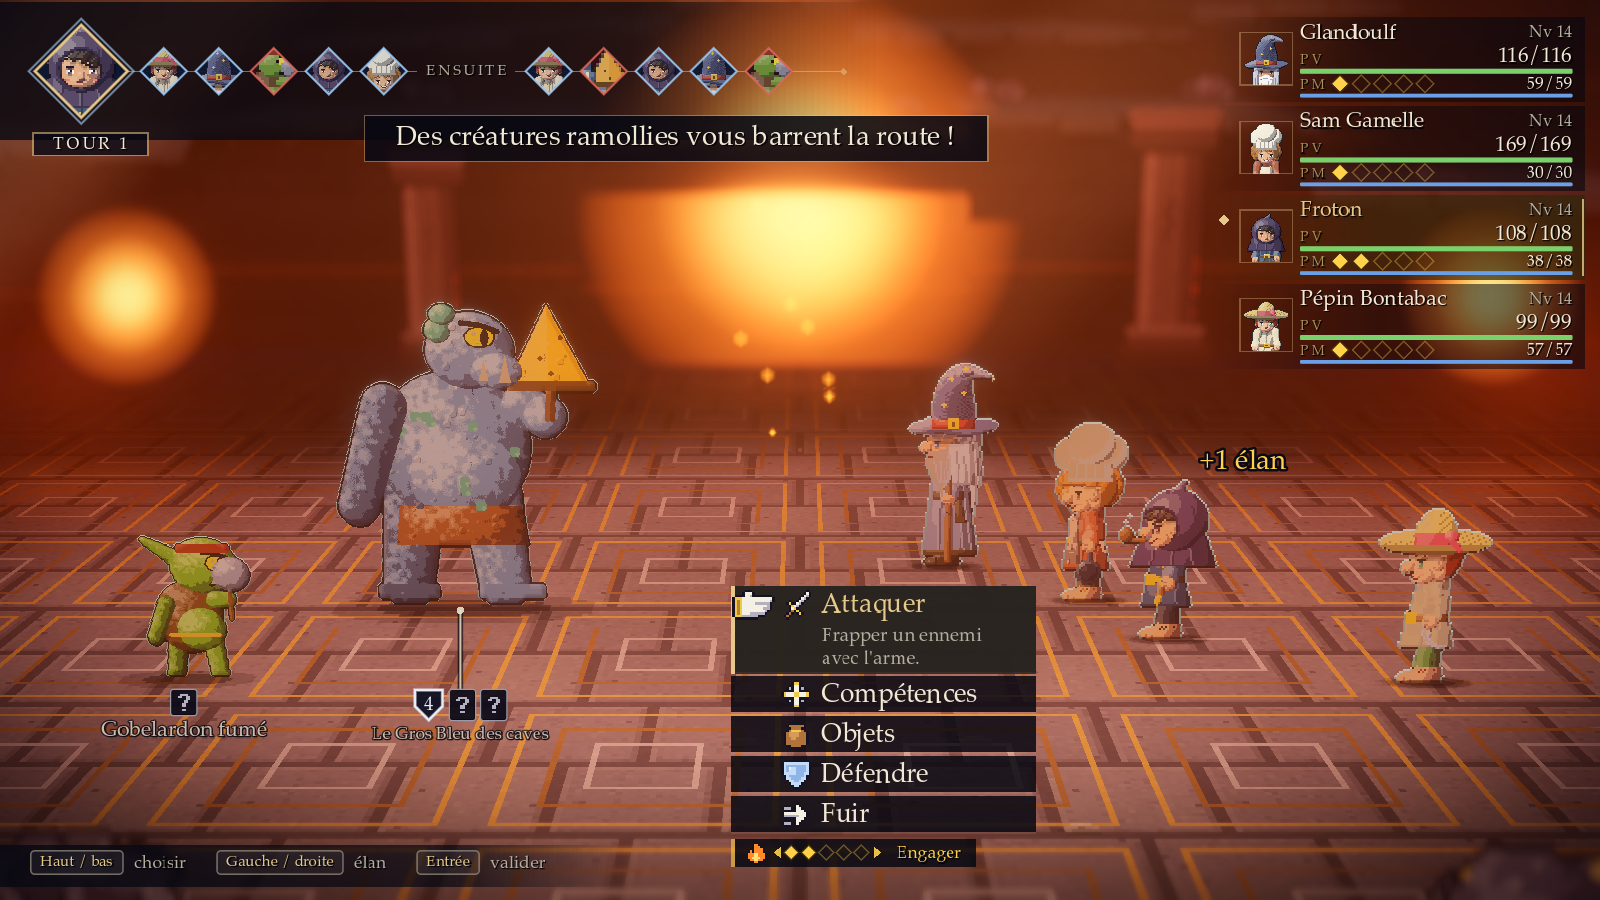 ENSUITE
TOUR 1
Des créatures ramollies vous barrent la route !
Glandoulf Nv 14
PV 116/116
PM 59/59
Sam Gamelle Nv 14
PV 169/169
PM 30/30
Froton Nv 14
PV 108/108
PM 38/38
Pépin Bontabac Nv 14
PV 99/99
PM 57/57
+1 élan
?
Gobelardon fumé
4 ? ?
Le Gros Bleu des caves
Attaquer
Frapper un ennemi
avec l'arme.
Compétences
Objets
Défendre
Fuir
Engager
Haut / bas choisir Gauche / droite élan Entrée valider